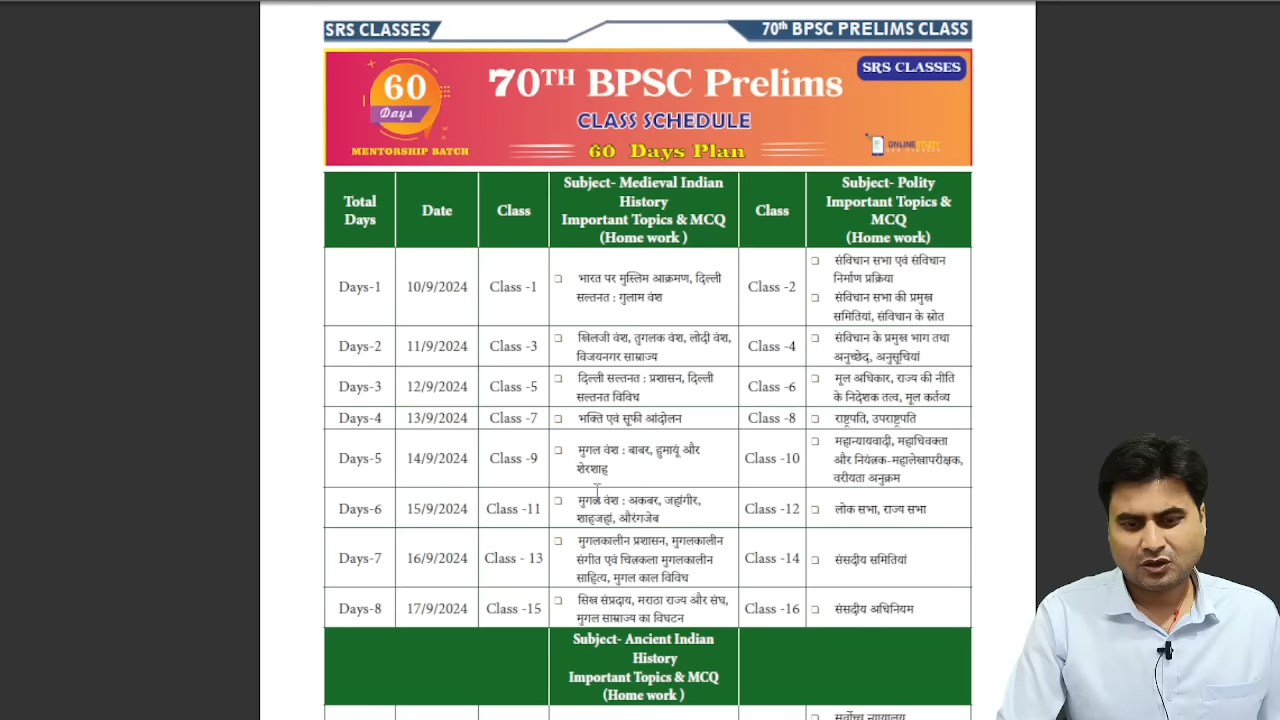 SRS CLASSES
70th BPSC PRELIMS CLASS
60
Days
MENTORSHIP BATCH
70TH BPSC Prelims
CLASS SCHEDULE
60 Days Plan
SRS CLASSES
ONLINE STUDY
Total Days
Date
Class
Subject- Medieval Indian
History
Important Topics & MCQ
(Home work )
Class
Subject- Polity
Important Topics &
MCQ
(Home work)
Days-1
10/9/2024
Class -1
भारत पर मुस्लिम आक्रमण, दिल्ली
सल्तनत : गुलाम वंश
Class -2
संविधान सभा एवं संविधान
निर्माण प्रक्रिया
संविधान सभा की प्रमुख
समितियां, संविधान के स्रोत
Days-2
11/9/2024
Class -3
खिलजी वंश, तुगलक वंश, लोदी वंश,
विजयनगर साम्राज्य
Class -4
संविधान के प्रमुख भाग तथा
अनुच्छेद, अनुसूचियां
Days-3
12/9/2024
Class -5
दिल्ली सल्तनत : प्रशासन, दिल्ली
सल्तनत विविध
Class -6
मूल अधिकार, राज्य की नीति
के निदेशक तत्व, मूल कर्तव्य
Days-4
13/9/2024
Class -7
भक्ति एवं सूफी आंदोलन
Class -8
राष्ट्रपति, उपराष्ट्रपति
Days-5
14/9/2024
Class -9
मुगल वंश : बाबर, हुमायूं और
शेरशाह
Class -10
महान्यायवादी, महाधिवक्ता
और नियंत्रक-महालेखापरीक्षक,
वरीयता अनुक्रम
Days-6
15/9/2024
Class -11
मुगल वंश : अकबर, जहांगीर,
शाहजहां, औरंगजेब
Class -12
लोक सभा, राज्य सभा
Days-7
16/9/2024
Class - 13
मुगलकालीन प्रशासन, मुगलकालीन
संगीत एवं चित्रकला मुगलकालीन
साहित्य, मुगल काल विविध
Class -14
संसदीय समितियां
Days-8
17/9/2024
Class -15
सिख संप्रदाय, मराठा राज्य और संघ,
मुगल साम्राज्य का विघटन
Class -16
संसदीय अधिनियम
Subject- Ancient Indian
History
Important Topics & MCQ
(Home work )
सर्वोच्च न्यायालय